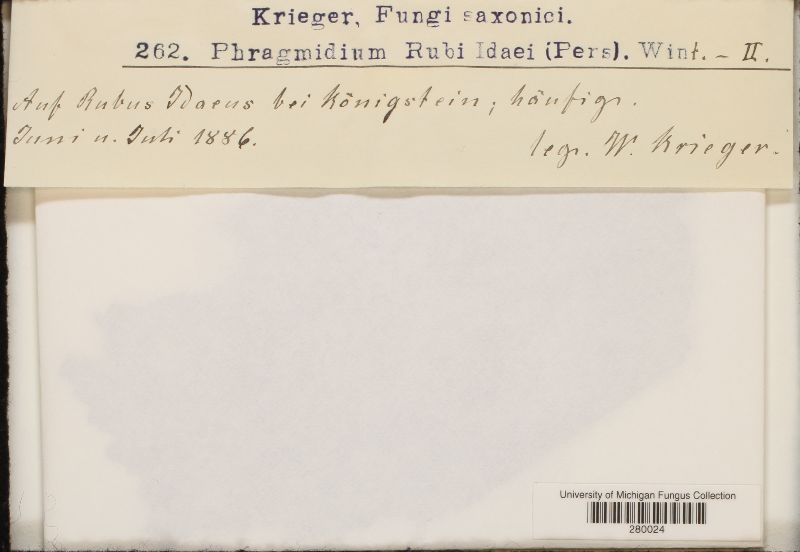 Krieger, Fungi saxonici.
262. Phragmidium Rubi Idaei (Pers). Wint. – II.
Auf Rubus Idaeus bei Königstein; häufig.
Juni u. Juli 1886.
leg. W. Krieger.
University of Michigan Fungus Collection
280024